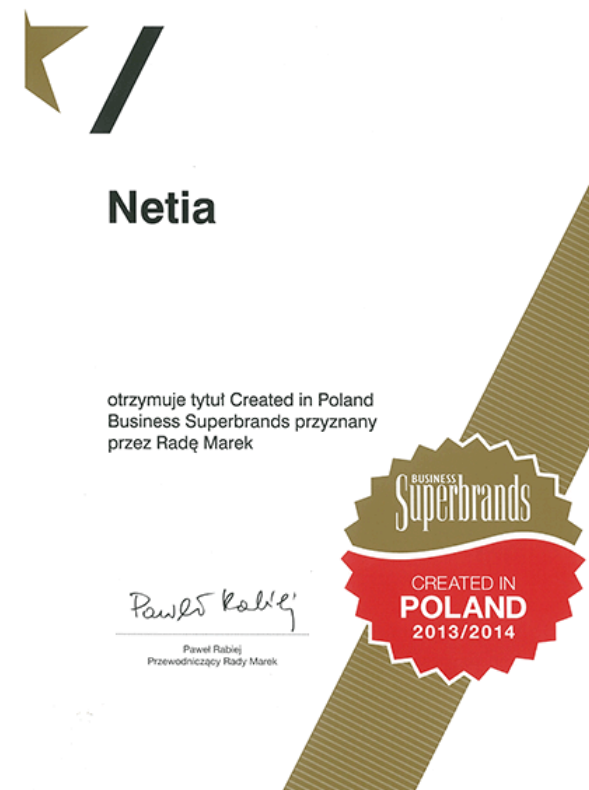 Netia
otrzymuje tytuł Created in Poland
Business Superbrands przyznany
przez Radę Marek
BUSINESS
Superbrands
CREATED IN
POLAND
2013/2014
Paweł Rabiej
Paweł Rabiej
Przewodniczący Rady Marek